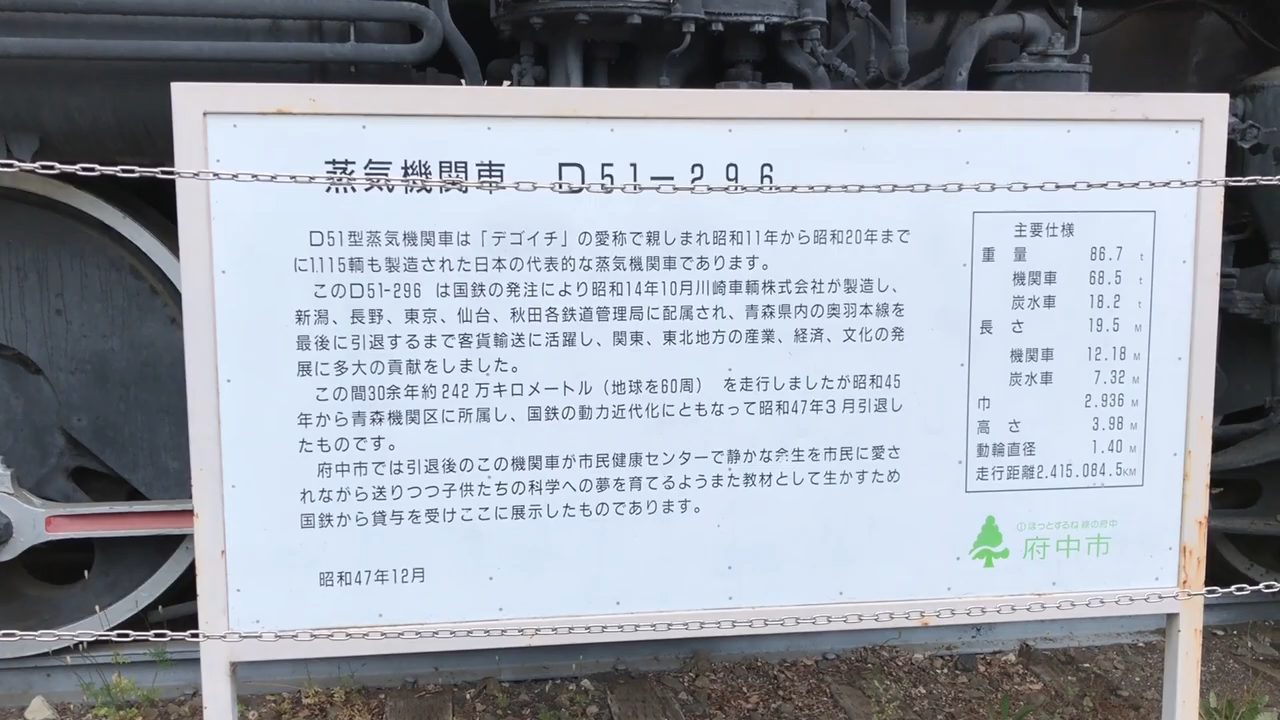 蒸気機関車 D51-296
D51型蒸気機関車は「デゴイチ」の愛称で親しまれ昭和11年から昭和20年まで
に1,115輌も製造された日本の代表的な蒸気機関車であります。
このD51-296 は国鉄の発注により昭和14年10月川崎車輌株式会社が製造し、
新潟、長野、東京、仙台、秋田各鉄道管理局に配属され、青森県内の奥羽本線を
最後に引退するまで客貨輸送に活躍し、関東、東北地方の産業、経済、文化の発
展に多大の貢献をしました。
この間30余年約242万キロメートル（地球を60周） を走行しましたが昭和45
年から青森機関区に所属し、国鉄の動力近代化にともなって昭和47年3月引退し
たものです。
府中市では引退後のこの機関車が市民健康センターで静かな余生を市民に愛さ
れながら送りつつ子供たちの科学への夢を育てるようまた教材として生かすため
国鉄から貸与を受けここに展示したものであります。
昭和47年12月
主要仕様
重 量 86.7 t
機関車 68.5 t
炭水車 18.2 t
長 さ 19.5 M
機関車 12.18 M
炭水車 7.32 M
巾 2.936 M
高 さ 3.98 M
動輪直径 1.40 M
走行距離2.415.084.5KM
ほっとするね 緑の府中
府中市